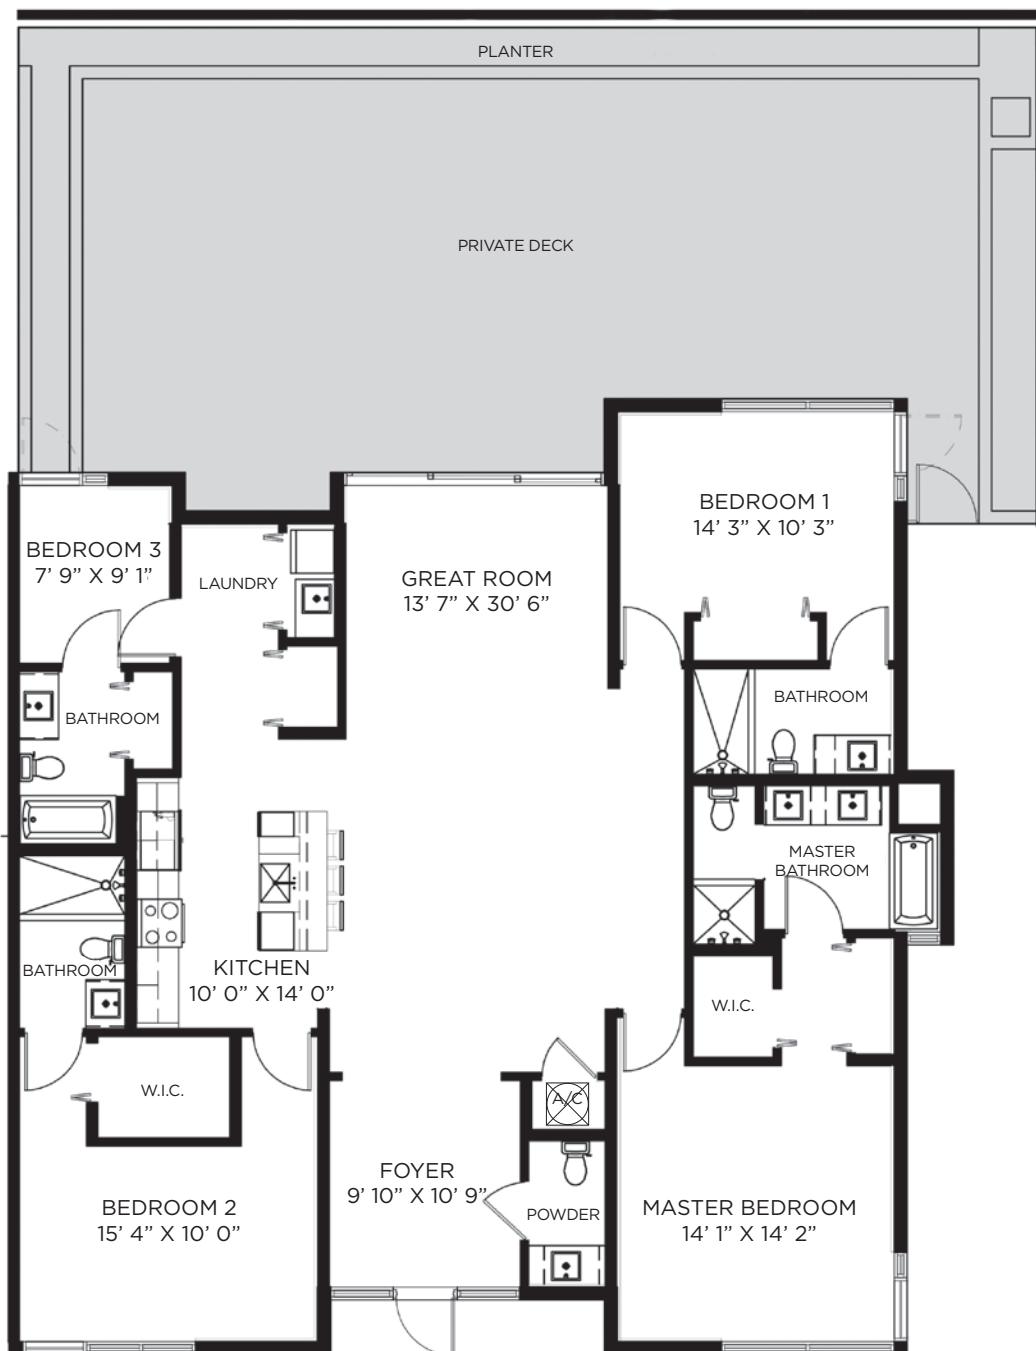 PLANTER
PRIVATE DECK
BEDROOM 1
14’ 3” X 10’ 3”
BEDROOM 3
7’ 9” X 9’ 1”
LAUNDRY
GREAT ROOM
13’ 7” X 30’ 6”
BATHROOM
BATHROOM
MASTER
BATHROOM
BATHROOM
KITCHEN
10’ 0” X 14’ 0”
W.I.C.
W.I.C.
A/C
FOYER
9’ 10” X 10’ 9”
BEDROOM 2
15’ 4” X 10’ 0”
POWDER
MASTER BEDROOM
14’ 1” X 14’ 2”